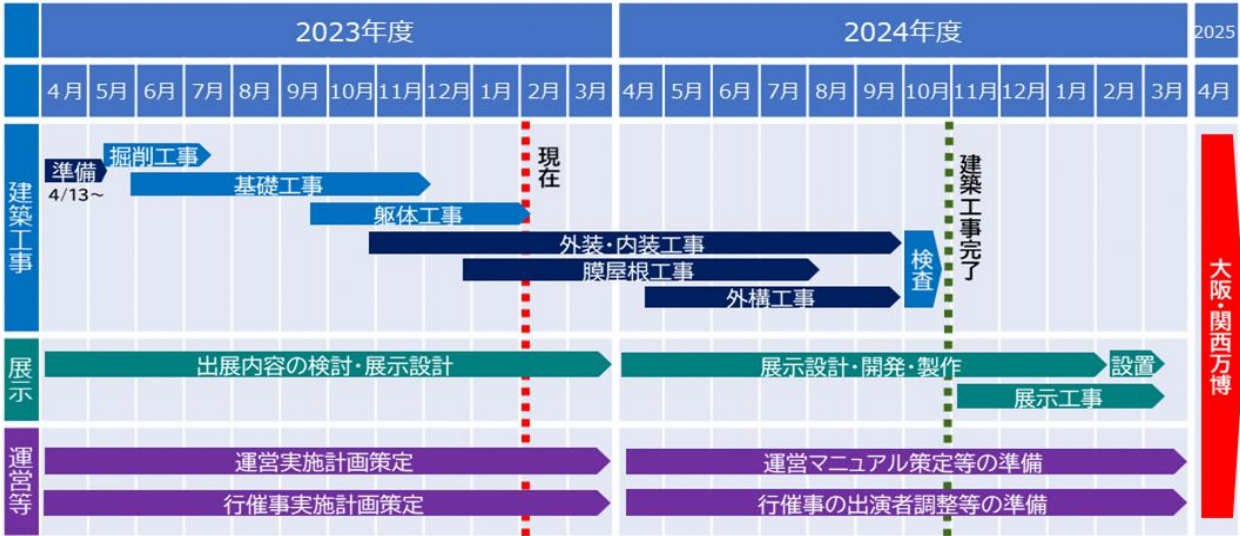 2023年度
2024年度
2025
4月 5月 6月 7月 8月 9月 10月 11月 12月 1月 2月 3月 4月 5月 6月 7月 8月 9月 10月 11月 12月 1月 2月 3月 4月
建築工事
準備
4/13～
掘削工事
基礎工事
躯体工事
外装・内装工事
膜屋根工事
外構工事
検査
現在
建築工事完了
展示
出展内容の検討・展示設計
展示設計・開発・製作
設置
展示工事
運営等
運営実施計画策定
運営マニュアル策定等の準備
行催事実施計画策定
行催事の出演者調整等の準備
大阪・関西万博